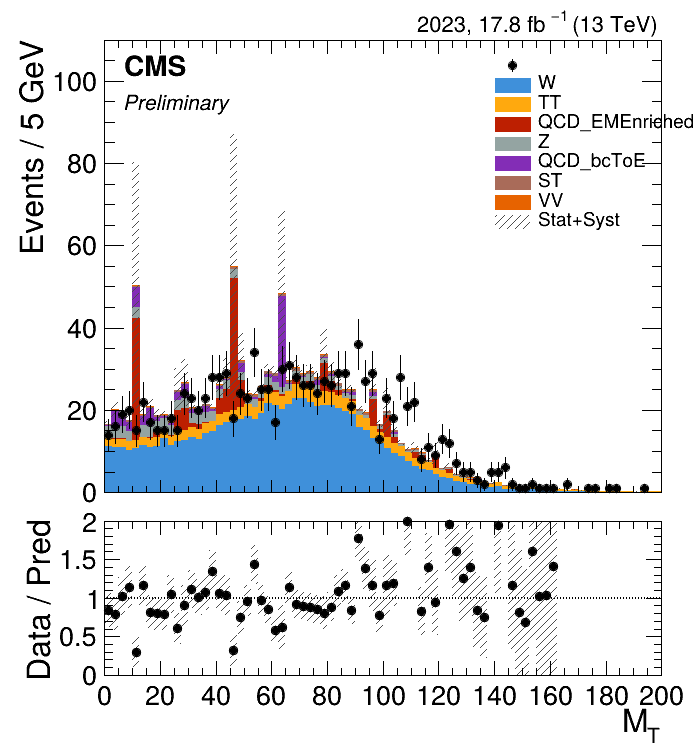 2023, 17.8 fb⁻¹ (13 TeV)
Events / 5 GeV
CMS
Preliminary
W
TT
QCD_EMEnriched
Z
QCD_bcToE
ST
VV
Stat+Syst
100
80
60
40
20
0
Data / Pred
2
1.5
1
0.5
0
0 20 40 60 80 100 120 140 160 180 200
M_T